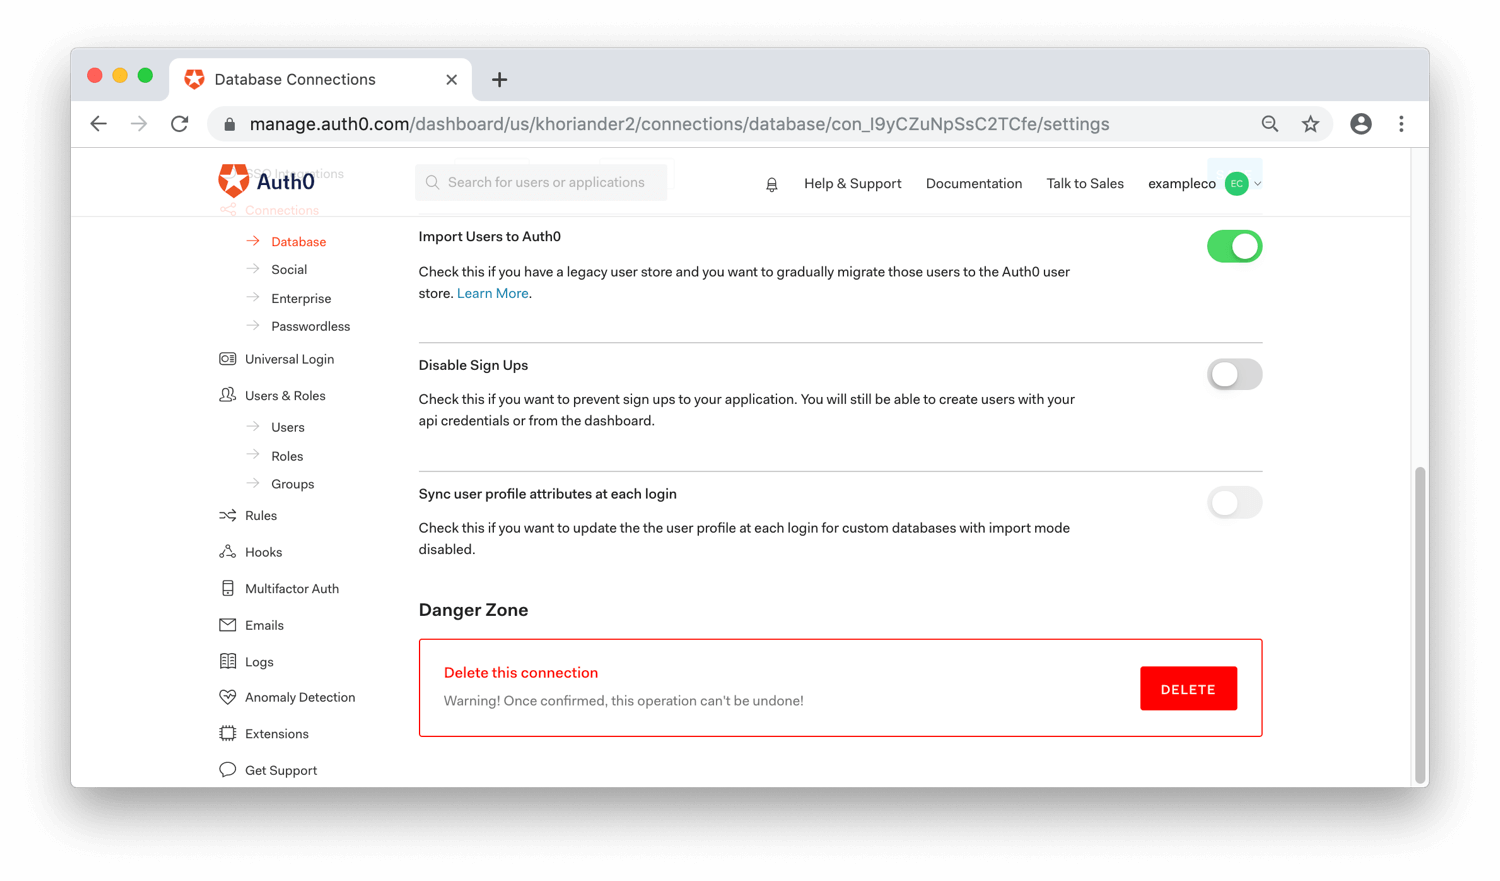 Database Connections
manage.auth0.com/dashboard/us/khoriander2/connections/database/con_I9yCZuNpSsC2TCfe/settings
SSO Integrations
Auth0
Search for users or applications
Help & Support
Documentation
Talk to Sales
exampleco
EC
Connections
Database
Social
Enterprise
Passwordless
Universal Login
Users & Roles
Users
Roles
Groups
Rules
Hooks
Multifactor Auth
Emails
Logs
Anomaly Detection
Extensions
Get Support
Import Users to Auth0
Check this if you have a legacy user store and you want to gradually migrate those users to the Auth0 user
store. Learn More.
Disable Sign Ups
Check this if you want to prevent sign ups to your application. You will still be able to create users with your
api credentials or from the dashboard.
Sync user profile attributes at each login
Check this if you want to update the the user profile at each login for custom databases with import mode
disabled.
Danger Zone
Delete this connection
Warning! Once confirmed, this operation can't be undone!
DELETE